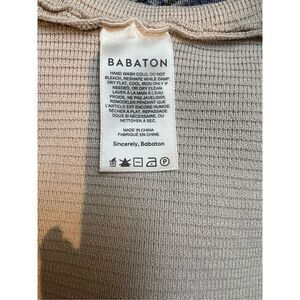 BABATON
HAND WASH COLD, DO NOT
BLEACH, RESHAPE WHILE DAMP,
DRY FLAT, COOL IRON ONLY IF
NEEDED, OR DRY CLEAN.
LAVER À LA MAIN À L'EAU
FROIDE, NE PAS JAVELISER,
REMODELER PENDANT QUE
L'ARTICLE EST ENCORE HUMIDE,
SÉCHER À PLAT, REPASSAGE
DOUX SI NÉCESSAIRE, OU
NETTOYER À SEC.
MADE IN CHINA
FABRIQUÉ EN CHINE
Sincerely, Babaton
P